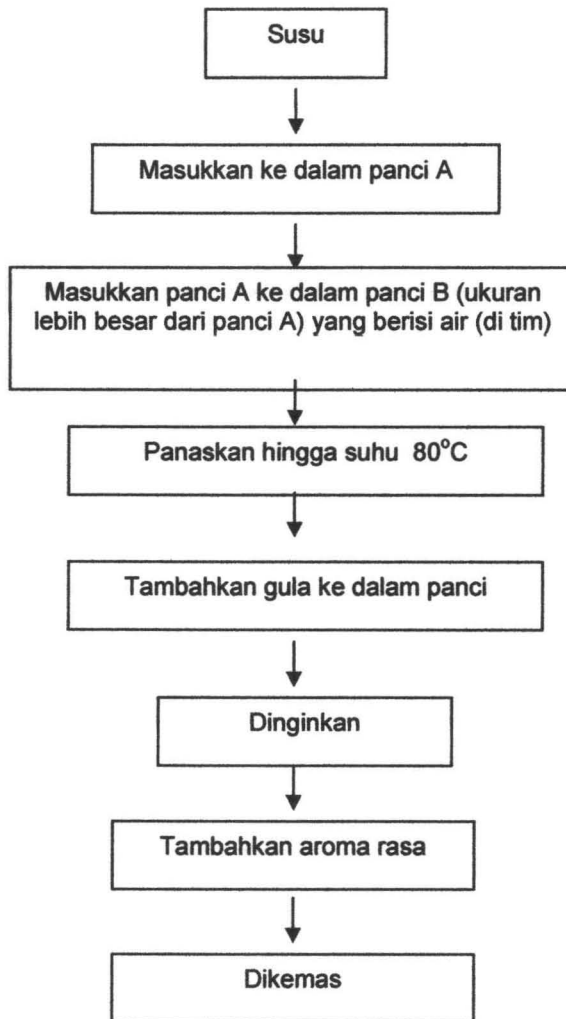 Susu
Masukkan ke dalam panci A
Masukkan panci A ke dalam panci B (ukuran
lebih besar dari panci A) yang berisi air (di tim)
Panaskan hingga suhu 80°C
Tambahkan gula ke dalam panci
Dinginkan
Tambahkan aroma rasa
Dikemas